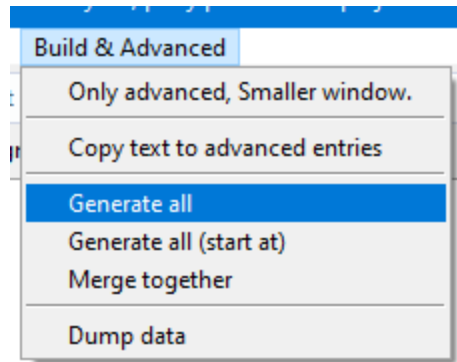 Build & Advanced
Only advanced, Smaller window.
Copy text to advanced entries
Generate all
Generate all (start at)
Merge together
Dump data